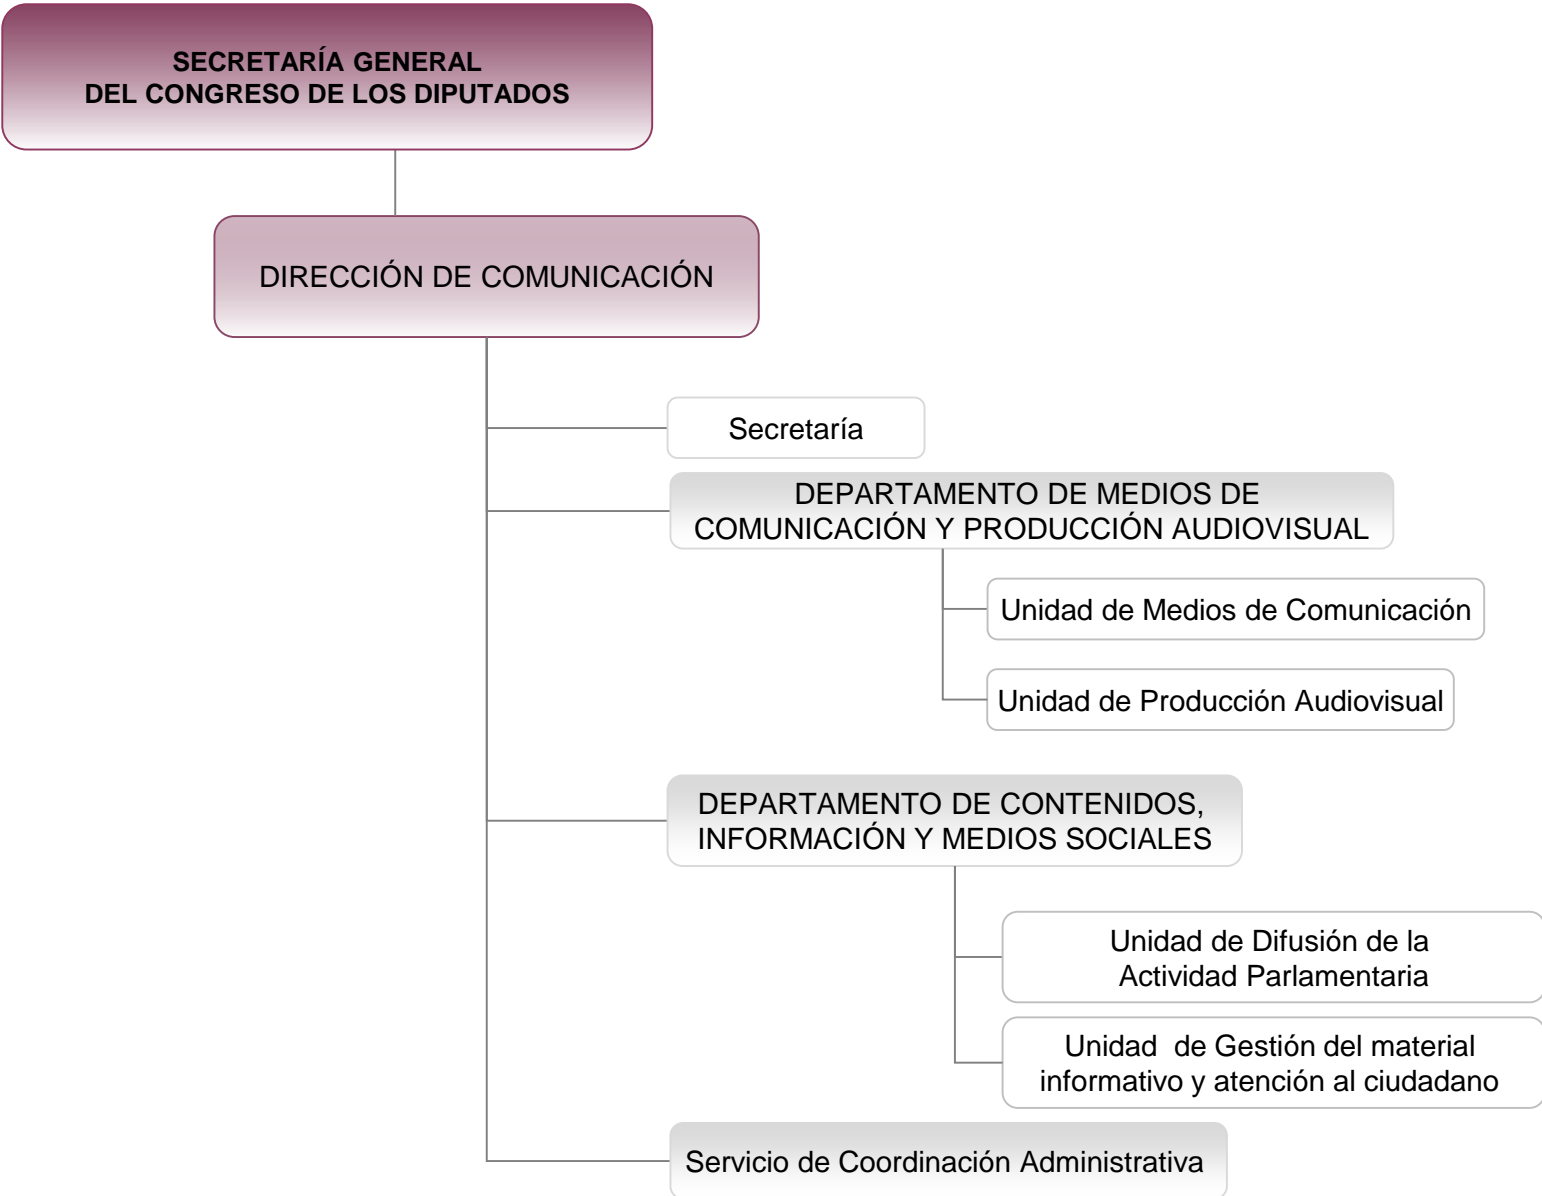 SECRETARÍA GENERAL
DEL CONGRESO DE LOS DIPUTADOS
DIRECCIÓN DE COMUNICACIÓN
Secretaría
DEPARTAMENTO DE MEDIOS DE
COMUNICACIÓN Y PRODUCCIÓN AUDIOVISUAL
Unidad de Medios de Comunicación
Unidad de Producción Audiovisual
DEPARTAMENTO DE CONTENIDOS,
INFORMACIÓN Y MEDIOS SOCIALES
Unidad de Difusión de la
Actividad Parlamentaria
Unidad  de Gestión del material
informativo y atención al ciudadano
Servicio de Coordinación Administrativa